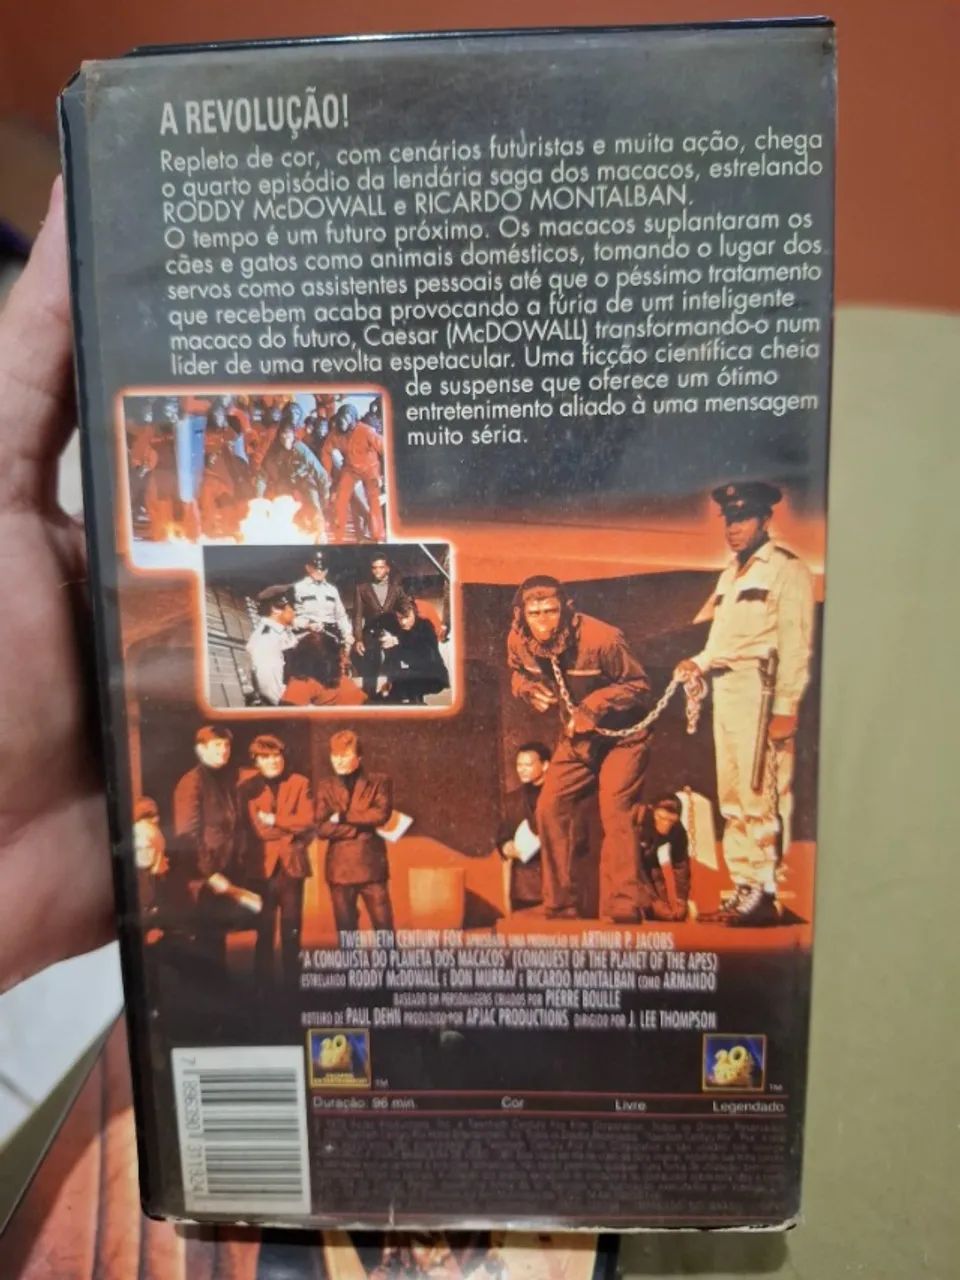 A REVOLUÇÃO!
Repleto de cor, com cenários futuristas e muita ação, chega
o quarto episódio da lendária saga dos macacos, estrelando
RODDY McDOWALL e RICARDO MONTALBAN.
O tempo é um futuro próximo. Os macacos suplantaram os
cães e gatos como animais domésticos, tomando o lugar dos
servos como assistentes pessoais até que o péssimo tratamento
que recebem acaba provocando a fúria de um inteligente
macaco do futuro, Caesar (McDOWALL) transformando-o num
líder de uma revolta espetacular. Uma ficção científica cheia
de suspense que oferece um ótimo
entretenimento aliado à uma mensagem
muito séria.
TWENTIETH CENTURY FOX APRESENTA UMA PRODUÇÃO DE ARTHUR P. JACOBS
"A CONQUISTA DO PLANETA DOS MACACOS" (CONQUEST OF THE PLANET OF THE APES)
ESTRELANDO RODDY McDOWALL E DON MURRAY E RICARDO MONTALBAN COMO ARMANDO
BASEADO EM PERSONAGENS CRIADOS POR PIERRE BOULLE
ROTEIRO DE PAUL DEHN PRODUZIDO POR APJAC PRODUCTIONS DIRIGIDO POR J. LEE THOMPSON
20
TM
20
TM
Duração: 96 min. Cor Livre Legendado
7 896390 311924